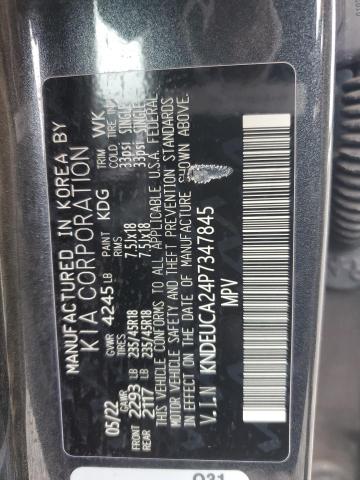 MANUFACTURED IN KOREA BY
KIA CORPORATION
05/22 GVWR 4245 LB PAINT KDG TRIM WK
GAWR RIMS COLD TIRE
FRONT 2293 LB 235/45R18 7.5Jx18 33psi SINGLE
REAR 2117 LB 235/45R18 7.5Jx18 33psi SINGLE
THIS VEHICLE CONFORMS TO ALL APPLICABLE U.S.A. FEDERAL
MOTOR VEHICLE SAFETY AND THEFT PREVENTION STANDARDS
IN EFFECT ON THE DATE OF MANUFACTURE SHOWN ABOVE.
V.I.N KNDEUCA24P7347845
MPV